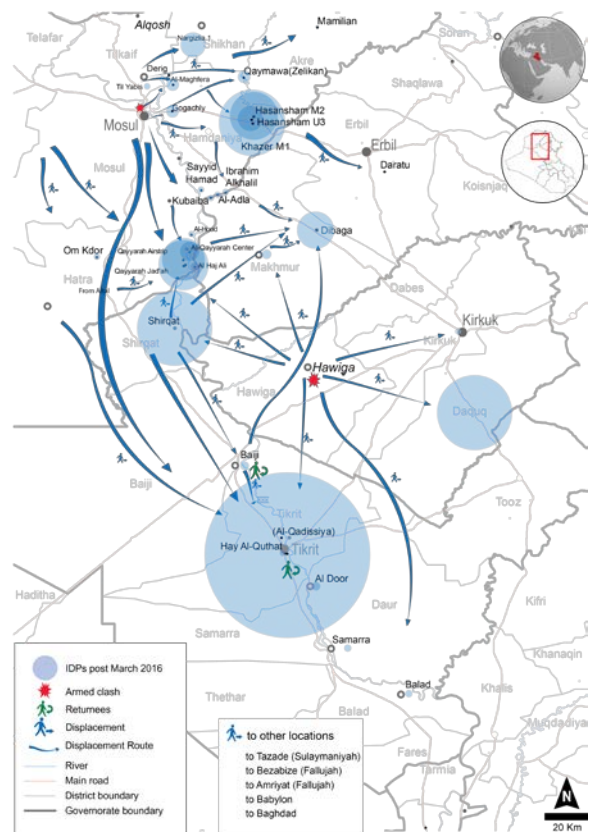 Telafar
Alqosh
Mamilian
Soran
Tilkaif
Nargizlia 1
Shikhan
Akre
Derig
Al-Maghfera
Qaymawa(Zelikan)
Shaqlawa
Gogachly
Hasansham M2
Hasansham U3
Mosul
Hamdaniya
Erbil
Khazer M1
Erbil
Daratu
Mosul
Sayyid
Hamad
Ibrahim
Alkhalil
Koisnjaq
Kubaiba
Al-Adla
Dibaga
Om Kdor
Qayyarah Airstrip
Al-Qayyarah Center
Hatra
Qayyarah Jad'ah
Al Haj Ali
Makhmur
Dabes
Shirqat
Kirkuk
Shirqat
Kirkuk
Hawiga
Hawiga
Daquq
Baiji
Baiji
Tooz
Tikrit
(Al-Qadissiya)
Hay Al-Quthat
Tikrit
Al Door
Haditha
Daur
Kifri
Samarra
Samarra
Khanaqin
Balad
Khalis
Thethar
Balad
Muqdadiya
Fares
Tarmia
IDPs post March 2016
Armed clash
Returnees
Displacement
Displacement Route
River
Main road
District boundary
Governorate boundary
to other locations
to Tazade (Sulaymaniyah)
to Bezabize (Fallujah)
to Amriyat (Fallujah)
to Babylon
to Baghdad
N
20 Km